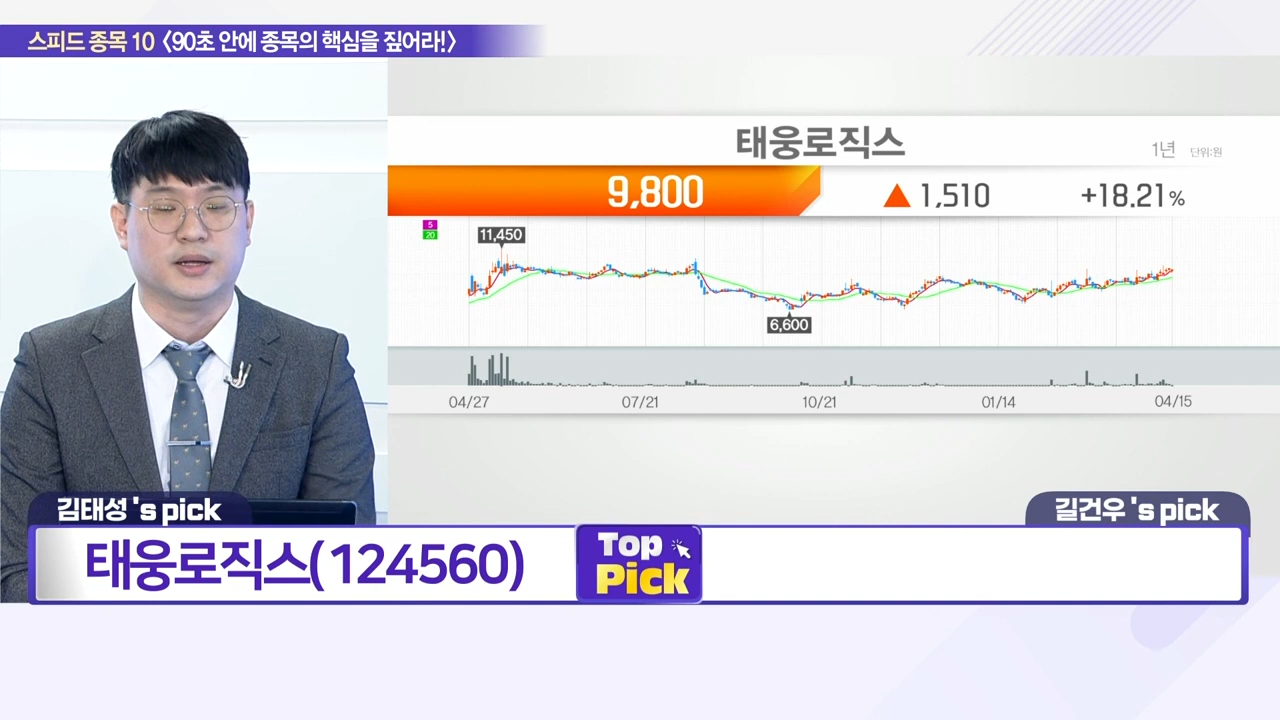 스피드 종목 10 <90초 안에 종목의 핵심을 짚어라!>
태웅로직스
1년 단위:원
9,800
▲ 1,510
+18.21%
5
20
11,450
6,600
04/27
07/21
10/21
01/14
04/15
김태성 's pick
길건우 's pick
태웅로직스(124560)
Top
Pick